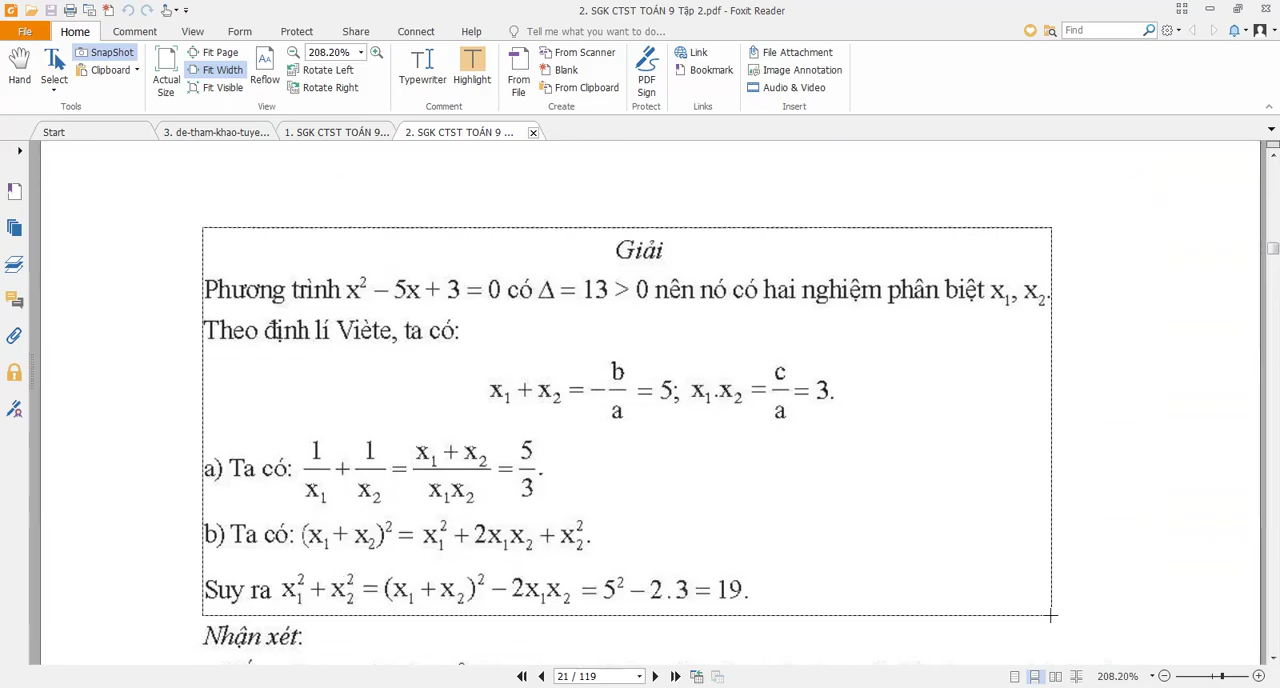 2. SGK CTST TOÁN 9 Tập 2.pdf - Foxit Reader
File Home Comment View Form Protect Share Connect Help Tell me what you want to do... Find
Hand Select SnapShot Clipboard Actual Size Fit Page Fit Width Fit Visible Reflow 208.20% Rotate Left Rotate Right Typewriter Highlight From File From Scanner Blank From Clipboard PDF Sign Link Bookmark File Attachment Image Annotation Audio & Video
Tools View Comment Create Protect Links Insert
Start 3. de-tham-khao-tuye... 1. SGK CTST TOÁN 9... 2. SGK CTST TOÁN 9 ...
Giải
Phương trình x² − 5x + 3 = 0 có Δ = 13 > 0 nên nó có hai nghiệm phân biệt x₁, x₂.
Theo định lí Viète, ta có:
x₁ + x₂ = −b/a = 5; x₁.x₂ = c/a = 3.
a) Ta có: 1/x₁ + 1/x₂ = (x₁ + x₂)/(x₁x₂) = 5/3.
b) Ta có: (x₁ + x₂)² = x₁² + 2x₁x₂ + x₂².
Suy ra x₁² + x₂² = (x₁ + x₂)² − 2x₁x₂ = 5² − 2.3 = 19.
Nhận xét:
21 / 119 208.20%